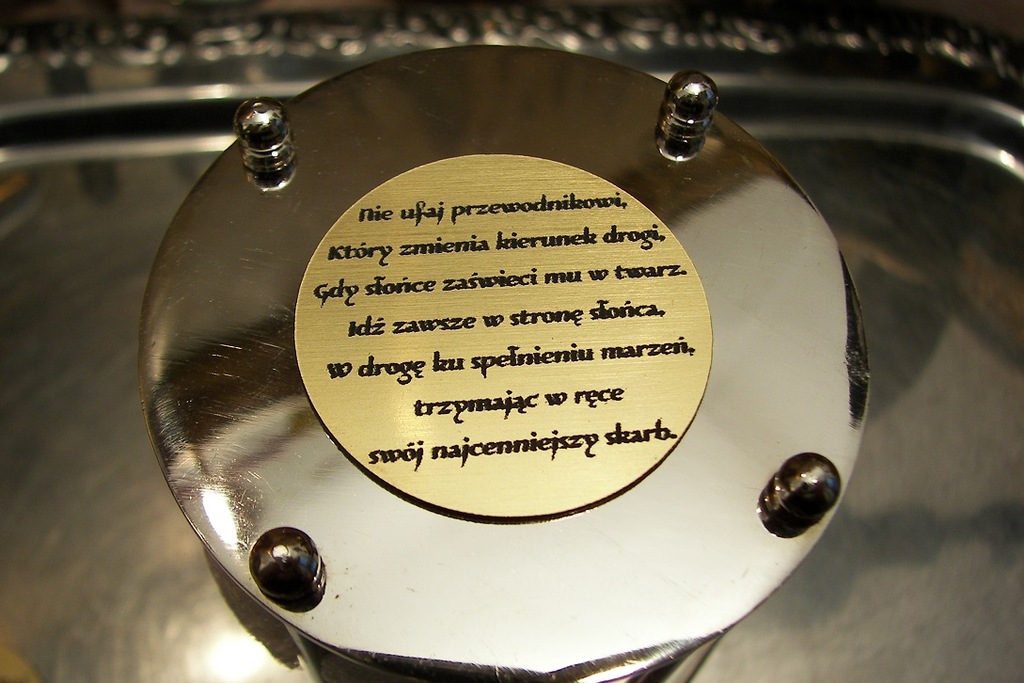 Nie ufaj przewodnikowi,
Który zmienia kierunek drogi,
Gdy słońce zaświeci mu w twarz.
Idź zawsze w stronę słońca,
W drogę ku spełnieniu marzeń,
trzymając w ręce
swój najcenniejszy skarb.